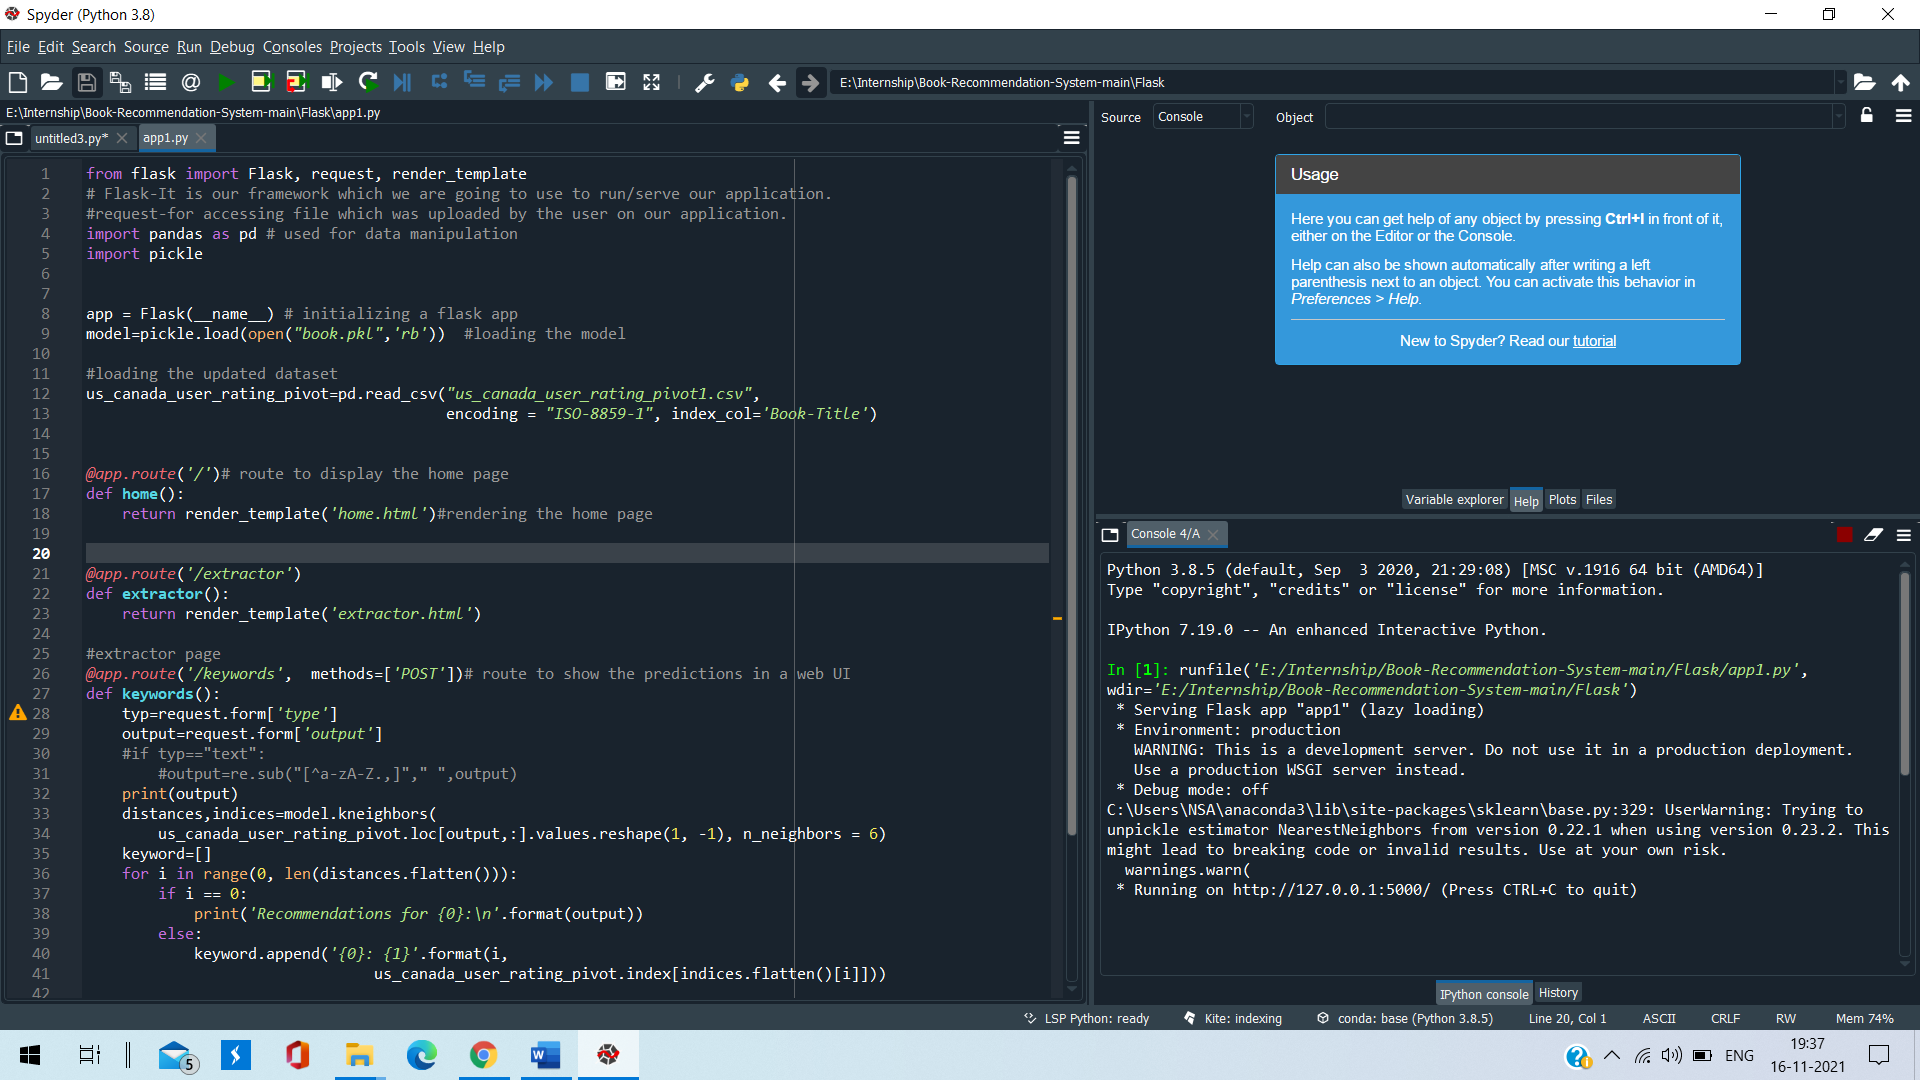 Spyder (Python 3.8)
File Edit Search Source Run Debug Consoles Projects Tools View Help
E:\Internship\Book-Recommendation-System-main\Flask
E:\Internship\Book-Recommendation-System-main\Flask\app1.py
untitled3.py* app1.py
1 from flask import Flask, request, render_template
2 # Flask-It is our framework which we are going to use to run/serve our application.
3 #request-for accessing file which was uploaded by the user on our application.
4 import pandas as pd # used for data manipulation
5 import pickle
6
7
8 app = Flask(__name__) # initializing a flask app
9 model=pickle.load(open("book.pkl",'rb')) #loading the model
10
11 #loading the updated dataset
12 us_canada_user_rating_pivot=pd.read_csv("us_canada_user_rating_pivot1.csv",
13 encoding = "ISO-8859-1", index_col='Book-Title')
14
15
16 @app.route('/')# route to display the home page
17 def home():
18 return render_template('home.html')#rendering the home page
19
20
21 @app.route('/extractor')
22 def extractor():
23 return render_template('extractor.html')
24
25 #extractor page
26 @app.route('/keywords', methods=['POST'])# route to show the predictions in a web UI
27 def keywords():
28 typ=request.form['type']
29 output=request.form['output']
30 #if typ=="text":
31 #output=re.sub("[^a-zA-Z.,]"," ",output)
32 print(output)
33 distances,indices=model.kneighbors(
34 us_canada_user_rating_pivot.loc[output,:].values.reshape(1, -1), n_neighbors = 6)
35 keyword=[]
36 for i in range(0, len(distances.flatten())):
37 if i == 0:
38 print('Recommendations for {0}:\n'.format(output))
39 else:
40 keyword.append('{0}: {1}'.format(i,
41 us_canada_user_rating_pivot.index[indices.flatten()[i]]))
42
Source Console Object
Usage
Here you can get help of any object by pressing Ctrl+I in front of it,
either on the Editor or the Console.
Help can also be shown automatically after writing a left
parenthesis next to an object. You can activate this behavior in
Preferences > Help.
New to Spyder? Read our tutorial
Variable explorer Help Plots Files
Console 4/A
Python 3.8.5 (default, Sep  3 2020, 21:29:08) [MSC v.1916 64 bit (AMD64)]
Type "copyright", "credits" or "license" for more information.
IPython 7.19.0 -- An enhanced Interactive Python.
In [1]: runfile('E:/Internship/Book-Recommendation-System-main/Flask/app1.py',
wdir='E:/Internship/Book-Recommendation-System-main/Flask')
* Serving Flask app "app1" (lazy loading)
* Environment: production
WARNING: This is a development server. Do not use it in a production deployment.
Use a production WSGI server instead.
* Debug mode: off
C:\Users\NSA\anaconda3\lib\site-packages\sklearn\base.py:329: UserWarning: Trying to
unpickle estimator NearestNeighbors from version 0.22.1 when using version 0.23.2. This
might lead to breaking code or invalid results. Use at your own risk.
warnings.warn(
* Running on http://127.0.0.1:5000/ (Press CTRL+C to quit)
IPython console History
LSP Python: ready Kite: indexing conda: base (Python 3.8.5) Line 20, Col 1 ASCII CRLF RW Mem 74%
5
ENG
19:37
16-11-2021